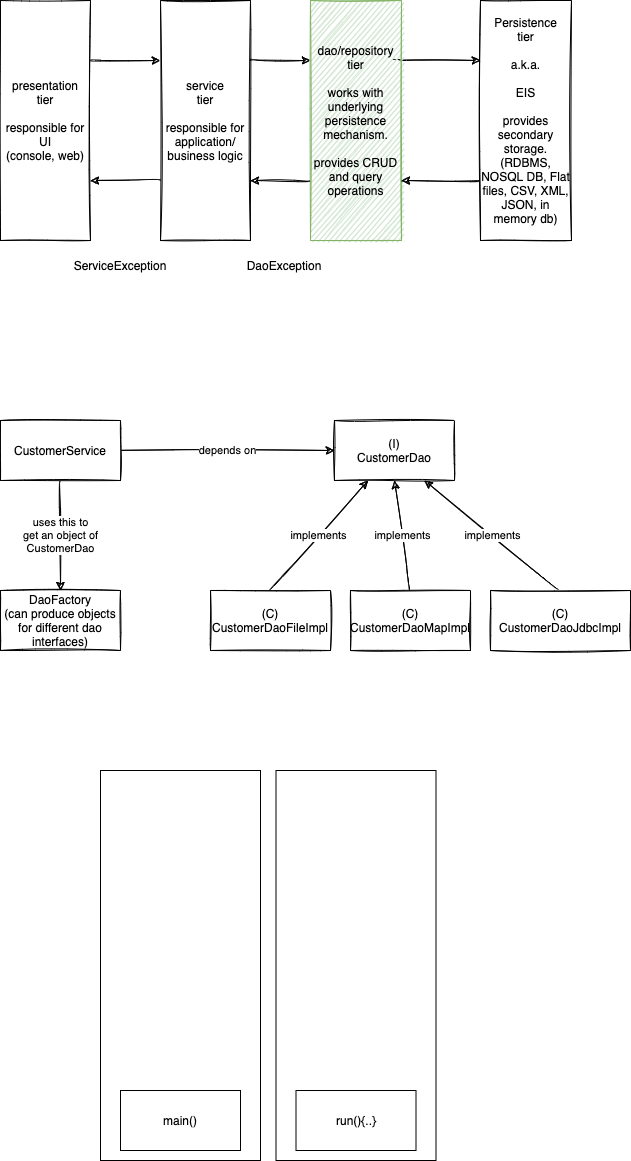 presentation
tier
responsible for
UI
(console, web)
service
tier
responsible for
application/
business logic
dao/repository
tier
works with
underlying
persistence
mechanism.
provides CRUD
and query
operations
Persistence
tier
a.k.a.
EIS
provides
secondary
storage.
(RDBMS,
NOSQL DB, Flat
files, CSV, XML,
JSON, in
memory db)
ServiceException
DaoException
CustomerService
depends on
(I)
CustomerDao
uses this to
get an object of
CustomerDao
implements
implements
implements
DaoFactory
(can produce objects
for different dao
interfaces)
(C)
CustomerDaoFileImpl
(C)
CustomerDaoMapImpl
(C)
CustomerDaoJdbcImpl
main()
run(){..}